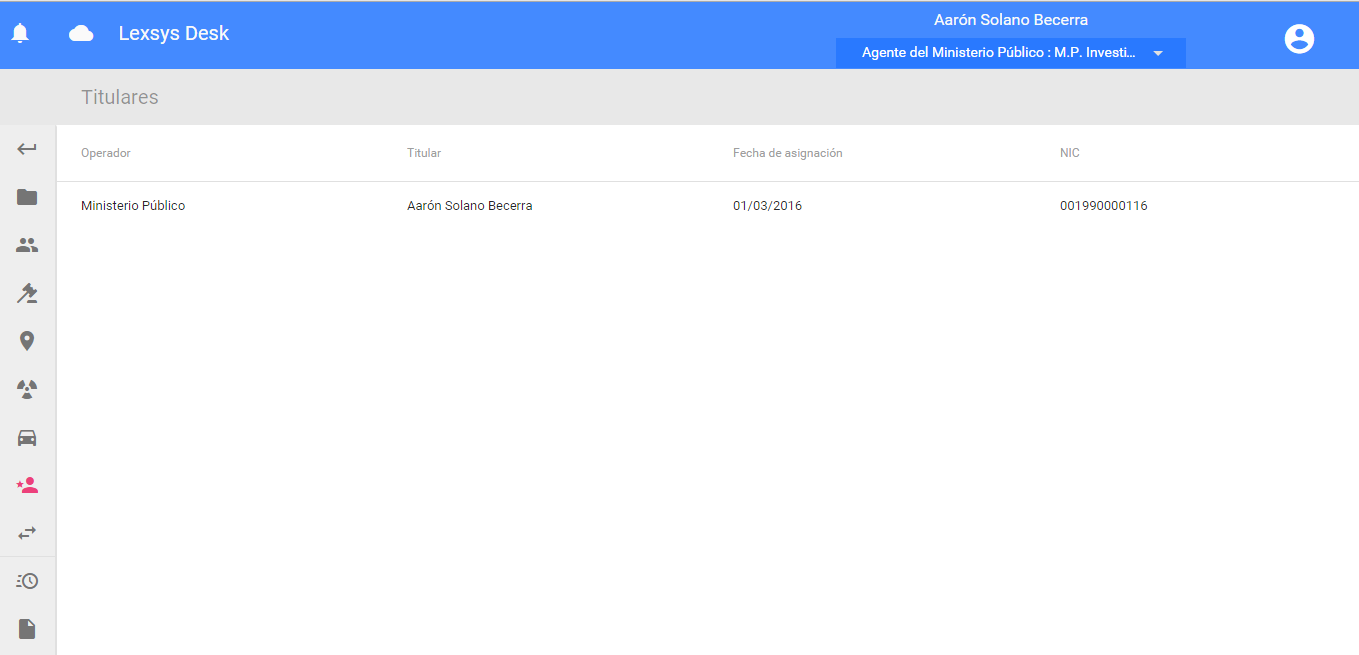 Lexsys Desk
Aarón Solano Becerra
Agente del Ministerio Público : M.P. Investi...
Titulares
Operador Titular Fecha de asignación NIC
Ministerio Público Aarón Solano Becerra 01/03/2016 001990000116